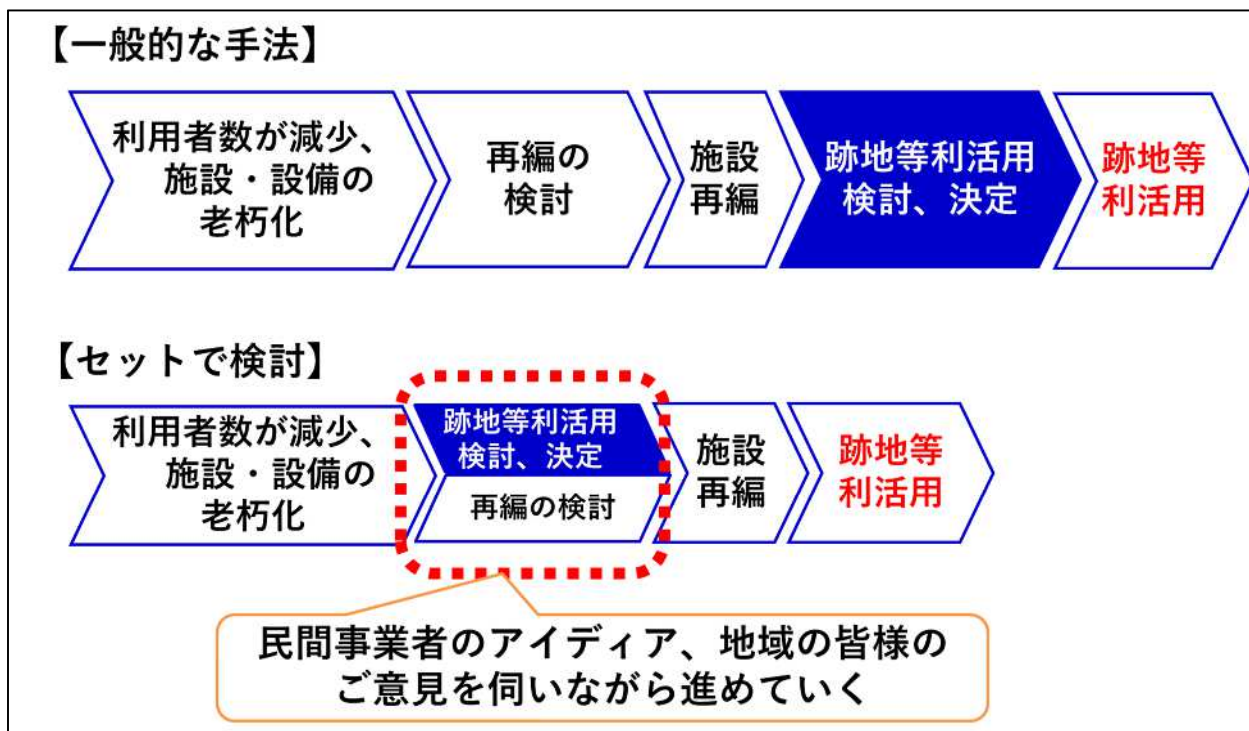 【一般的な手法】
利用者数が減少、
施設・設備の
老朽化
再編の
検討
施設
再編
跡地等利活用
検討、決定
跡地等
利活用
【セットで検討】
利用者数が減少、
施設・設備の
老朽化
跡地等利活用
検討、決定
再編の検討
施設
再編
跡地等
利活用
民間事業者のアイディア、地域の皆様の
ご意見を伺いながら進めていく